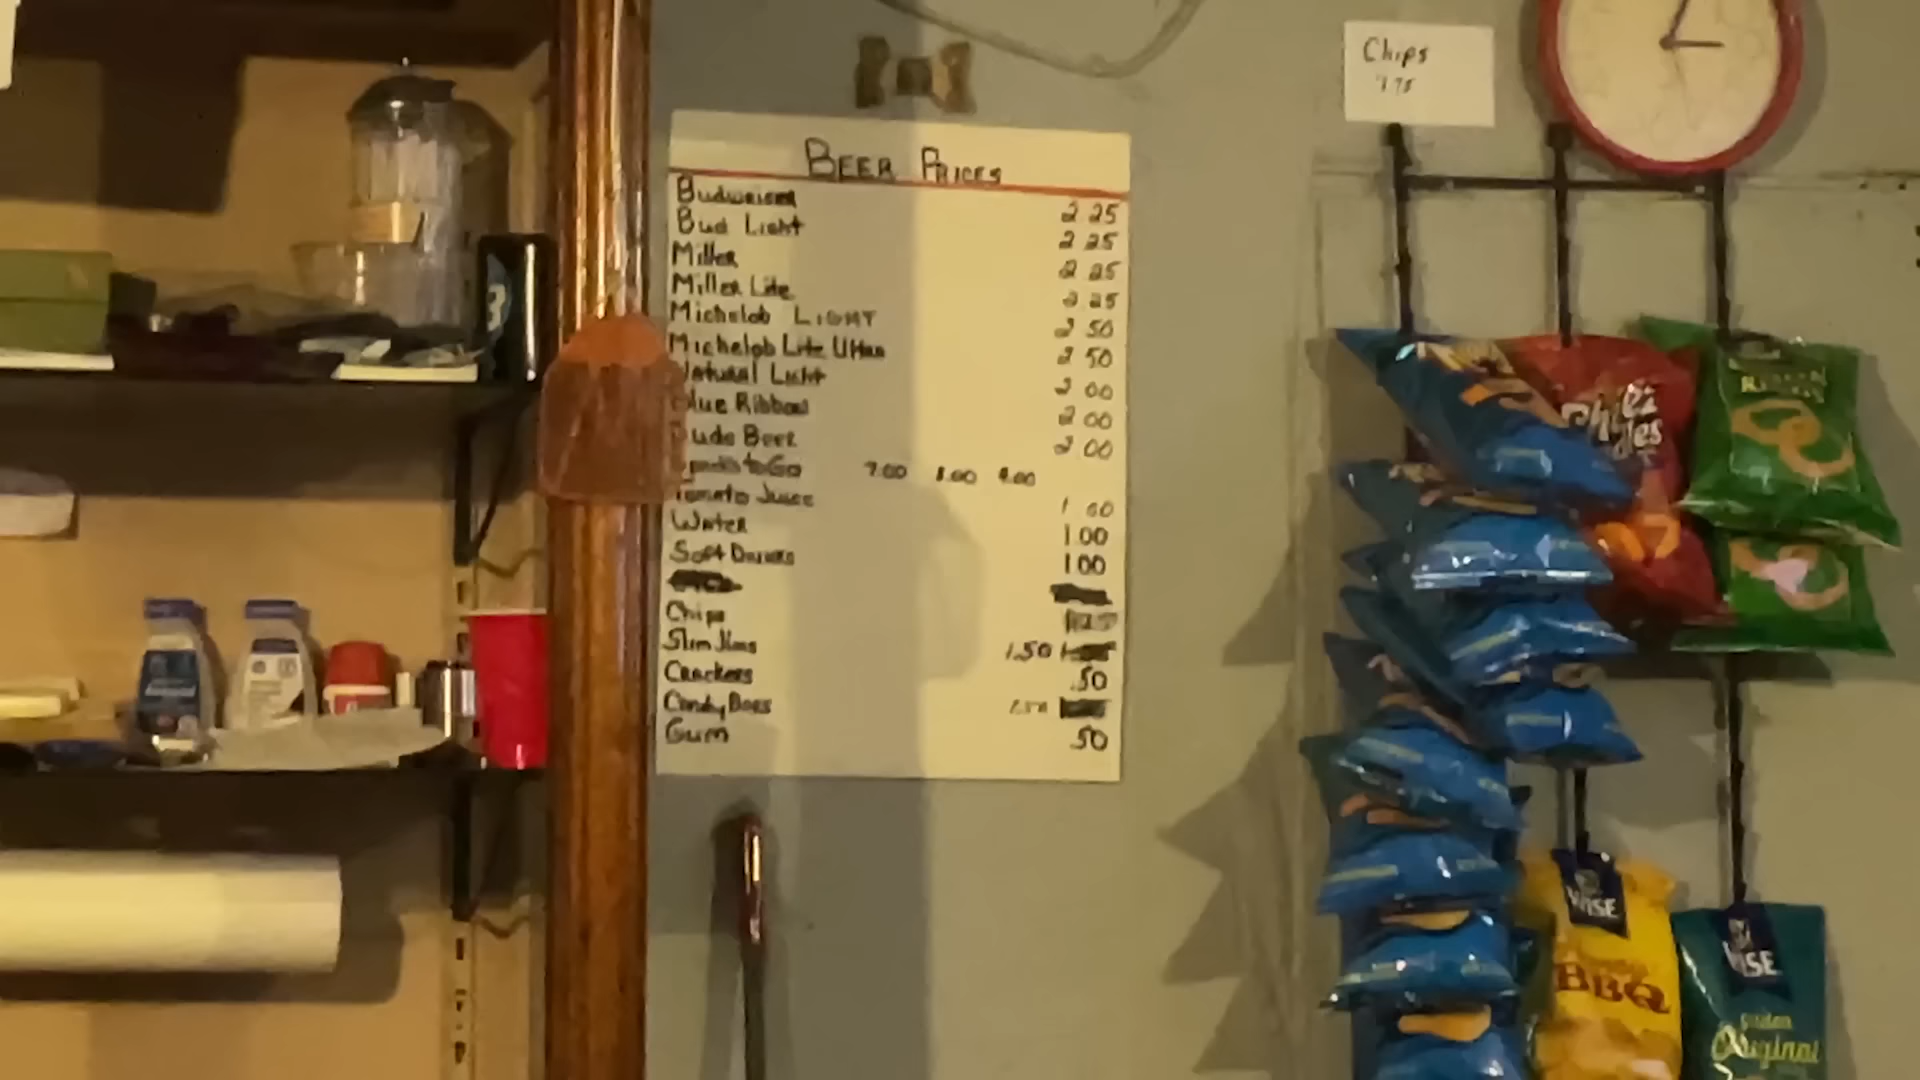 Chips
BEER PRICES
Budweiser 2 25
Bud Light 2 25
Miller 2 25
Miller Lite 2 25
Michelob LIGHT 2 50
Michelob Lite Ultra 2 50
Natural Light 2 00
Blue Ribbon 2 00
Beer 2 00
to Go 7.00 8.00 9.00
Tomato Juice 1 00
Water 1.00
Soft Drinks 1 00
Chips
Slim Jims 1.50
Crackers .50
Candy Bars
Gum .50
WISE
BBQ
WISE
Golden
Original